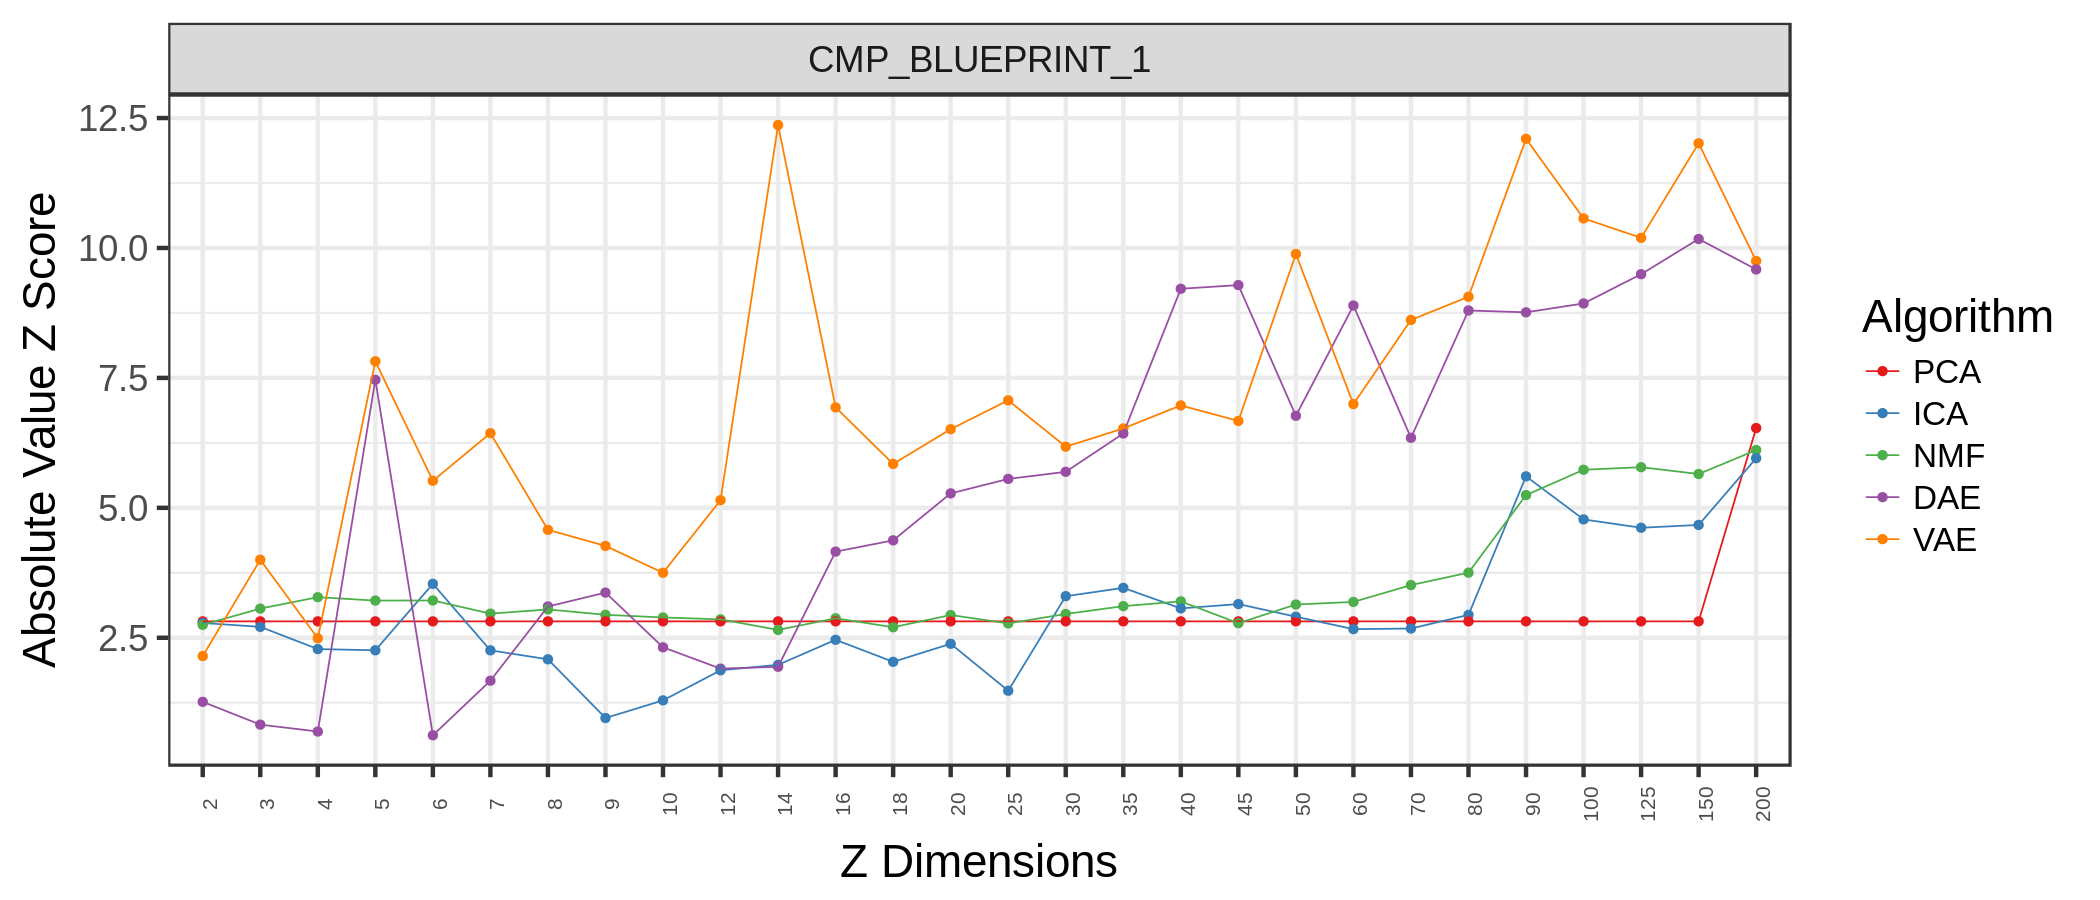 CMP_BLUEPRINT_1
Absolute Value Z Score
12.5
10.0
7.5
5.0
2.5
2 3 4 5 6 7 8 9 10 12 14 16 18 20 25 30 35 40 45 50 60 70 80 90 100 125 150 200
Z Dimensions
Algorithm
PCA
ICA
NMF
DAE
VAE